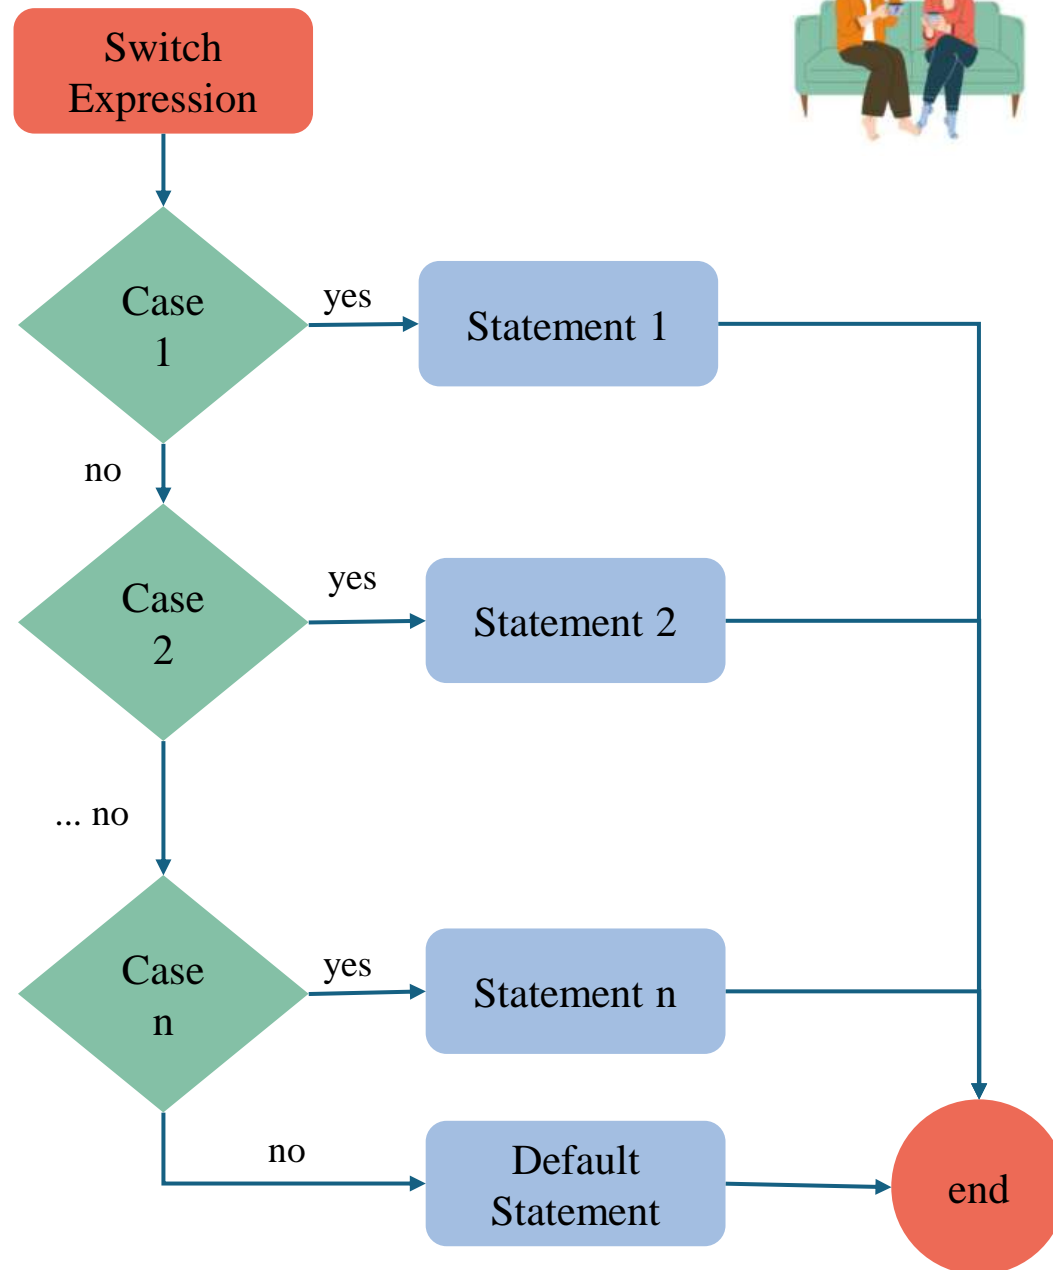 Switch
Expression
Case
1
yes
Statement 1
no
Case
2
yes
Statement 2
... no
Case
n
yes
Statement n
no
Default
Statement
end